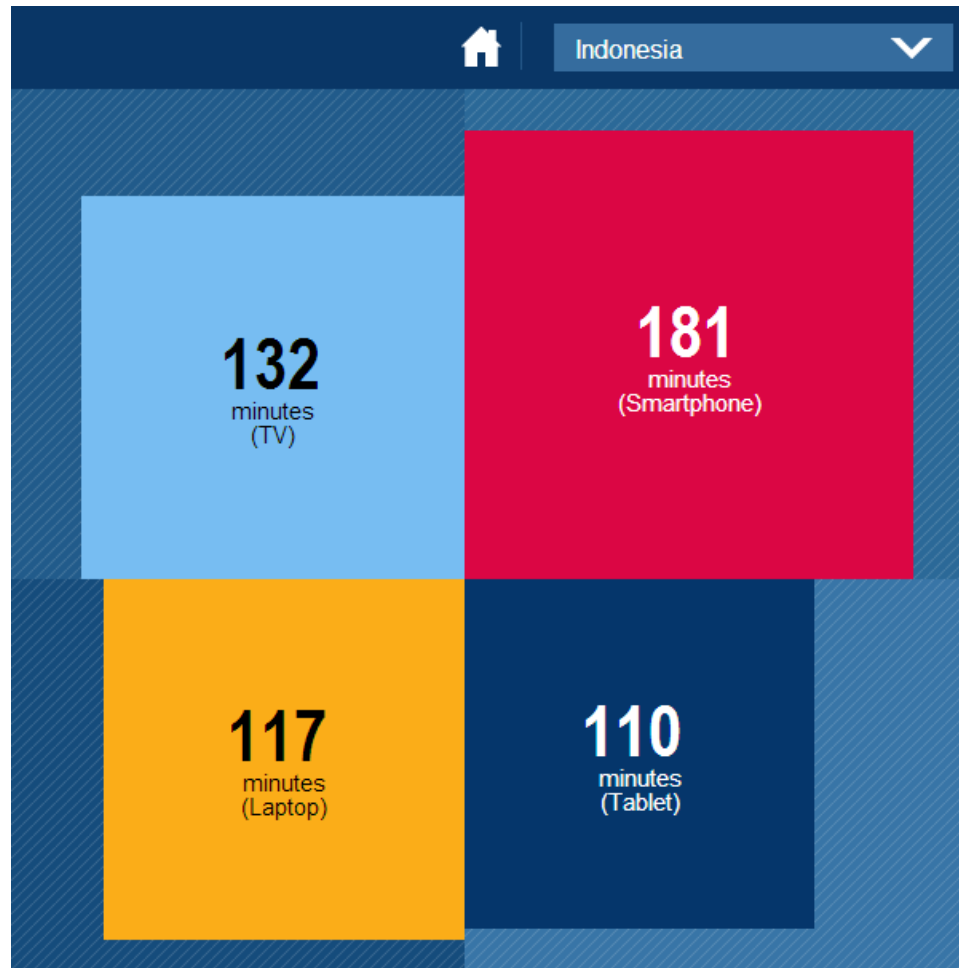 Indonesia
132
minutes
(TV)
181
minutes
(Smartphone)
117
minutes
(Laptop)
110
minutes
(Tablet)